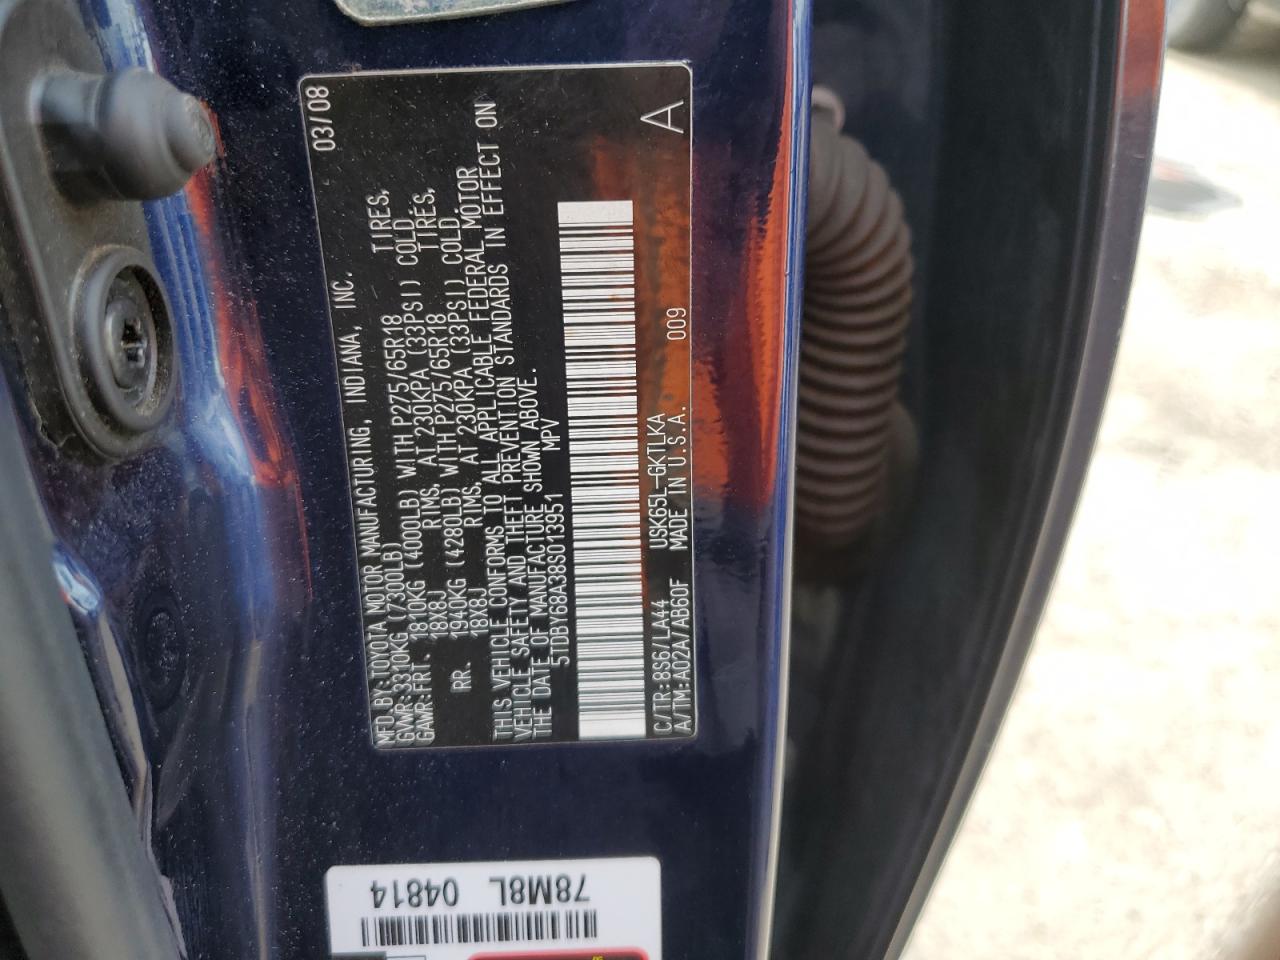 MFD.BY:TOYOTA MOTOR MANUFACTURING, INDIANA, INC. 03/08
GWR:3310KG(7300LB)
GAWR:FRT. 1810KG (4000LB) WITH P275/65R18 TIRES,
18X8J RIMS, AT 230KPA (33PSI) COLD
RR. 1940KG (4280LB) WITH P275/65R18 TIRES,
18X8J RIMS, AT 230KPA (33PSI) COLD.
THIS VEHICLE CONFORMS TO ALL APPLICABLE FEDERAL MOTOR
VEHICLE SAFETY AND THEFT PREVENTION STANDARDS IN EFFECT ON
THE DATE OF MANUFACTURE SHOWN ABOVE.
5TDBY68A38S013951 MPV
C/TR:8S6/LA44 USK65L-GKTLKA
A/TM:A02A/AB60F MADE IN U.S.A. 009 A
78M8L 04814